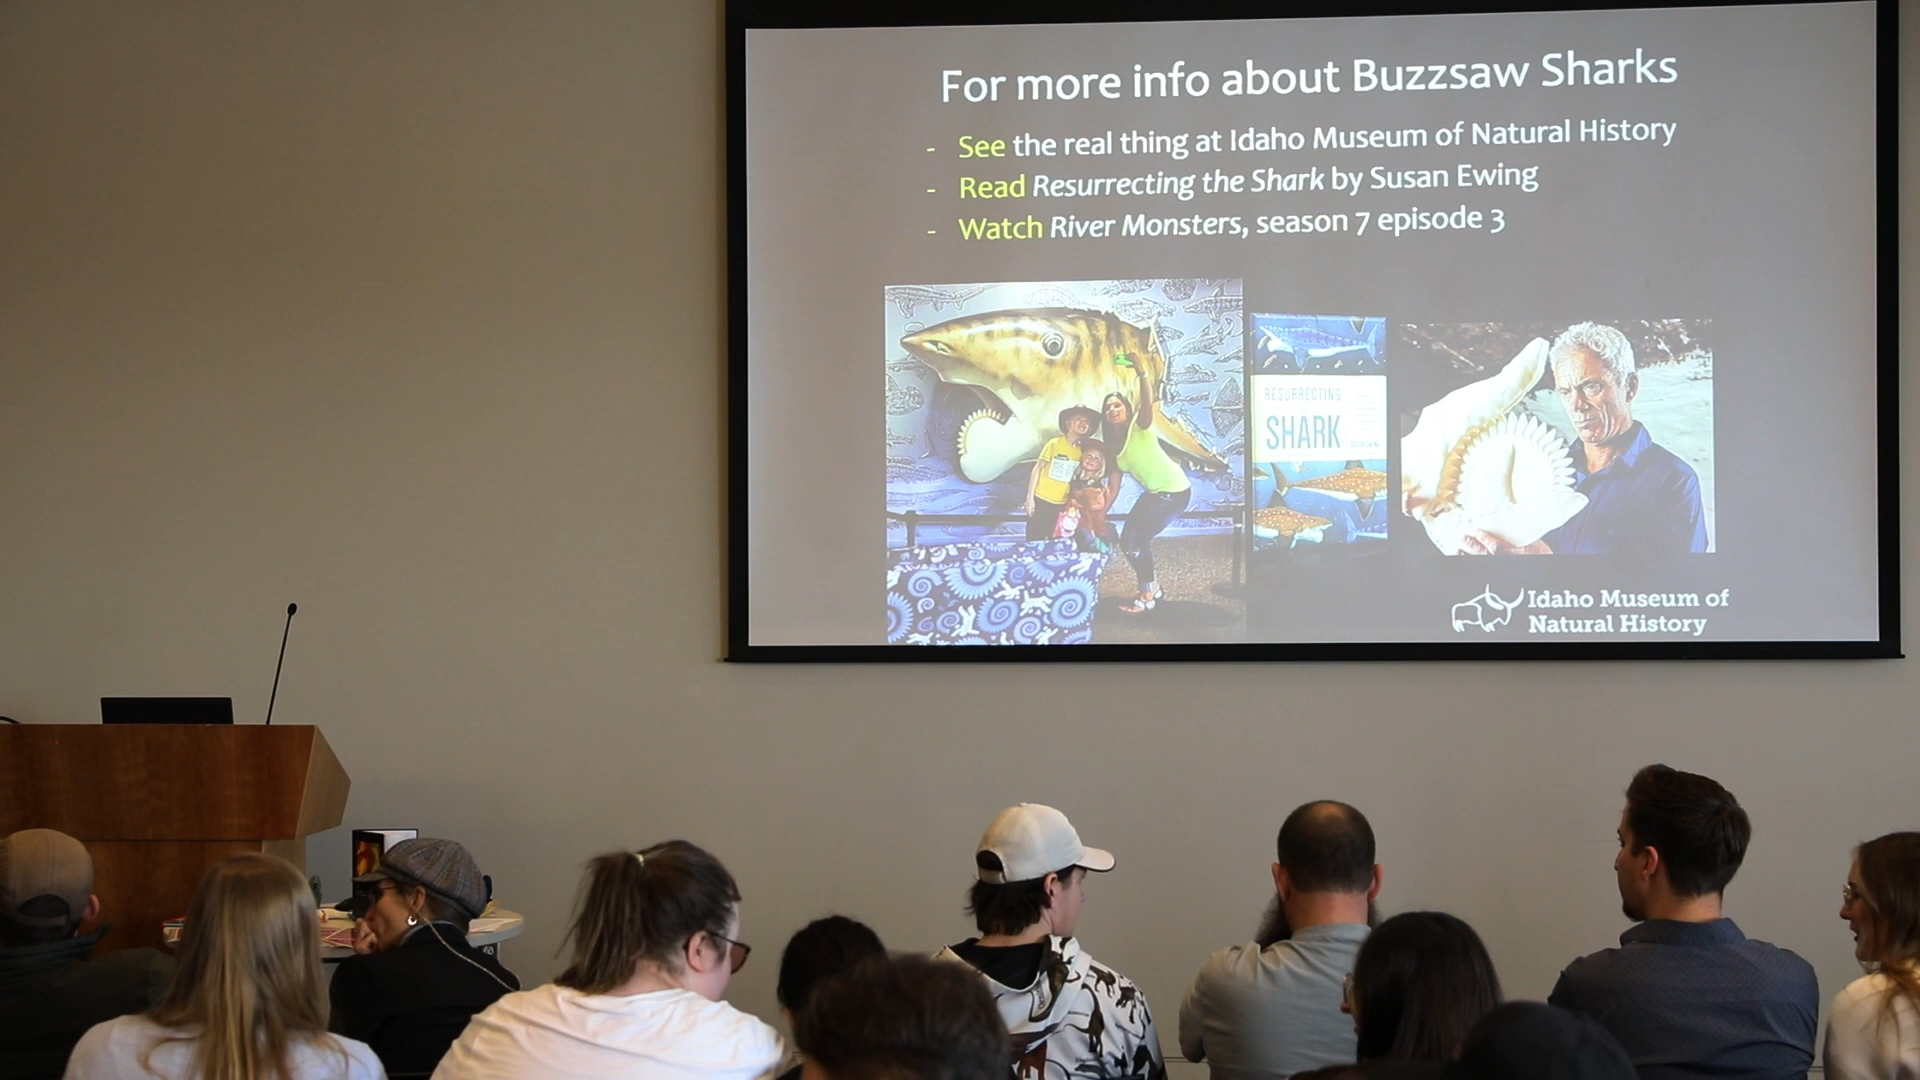 For more info about Buzzsaw Sharks
- See the real thing at Idaho Museum of Natural History
- Read Resurrecting the Shark by Susan Ewing
- Watch River Monsters, season 7 episode 3
RESURRECTING
SHARK
Idaho Museum of
Natural History